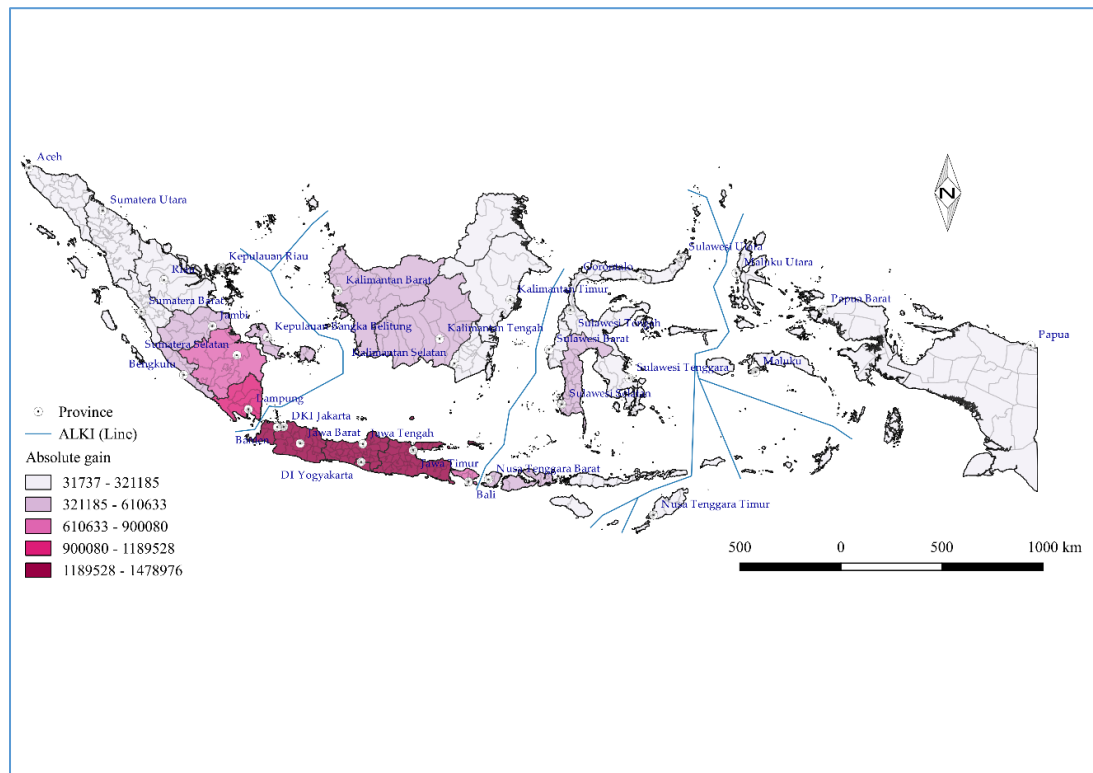 Aceh
Sumatera Utara
N
Sulawesi Utara
Kepulauan Riau
Riau
Gorontalo
Maluku Utara
Kalimantan Barat
Kalimantan Timur
Sumatera Barat
Papua Barat
Jambi
Kepulauan Bangka Belitung
Kalimantan Tengah
Sulawesi Tengah
Papua
Sumatera Selatan
Kalimantan Selatan
Sulawesi Barat
Bengkulu
Sulawesi Tenggara
Maluku
Lampung
Sulawesi Selatan
Province
DKI Jakarta
ALKI (Line)
Banten
Jawa Barat
Jawa Tengah
Absolute gain
Jawa Timur
Nusa Tenggara Barat
DI Yogyakarta
31737 - 321185
Bali
321185 - 610633
Nusa Tenggara Timur
610633 - 900080
900080 - 1189528
1189528 - 1478976
500 0 500 1000 km